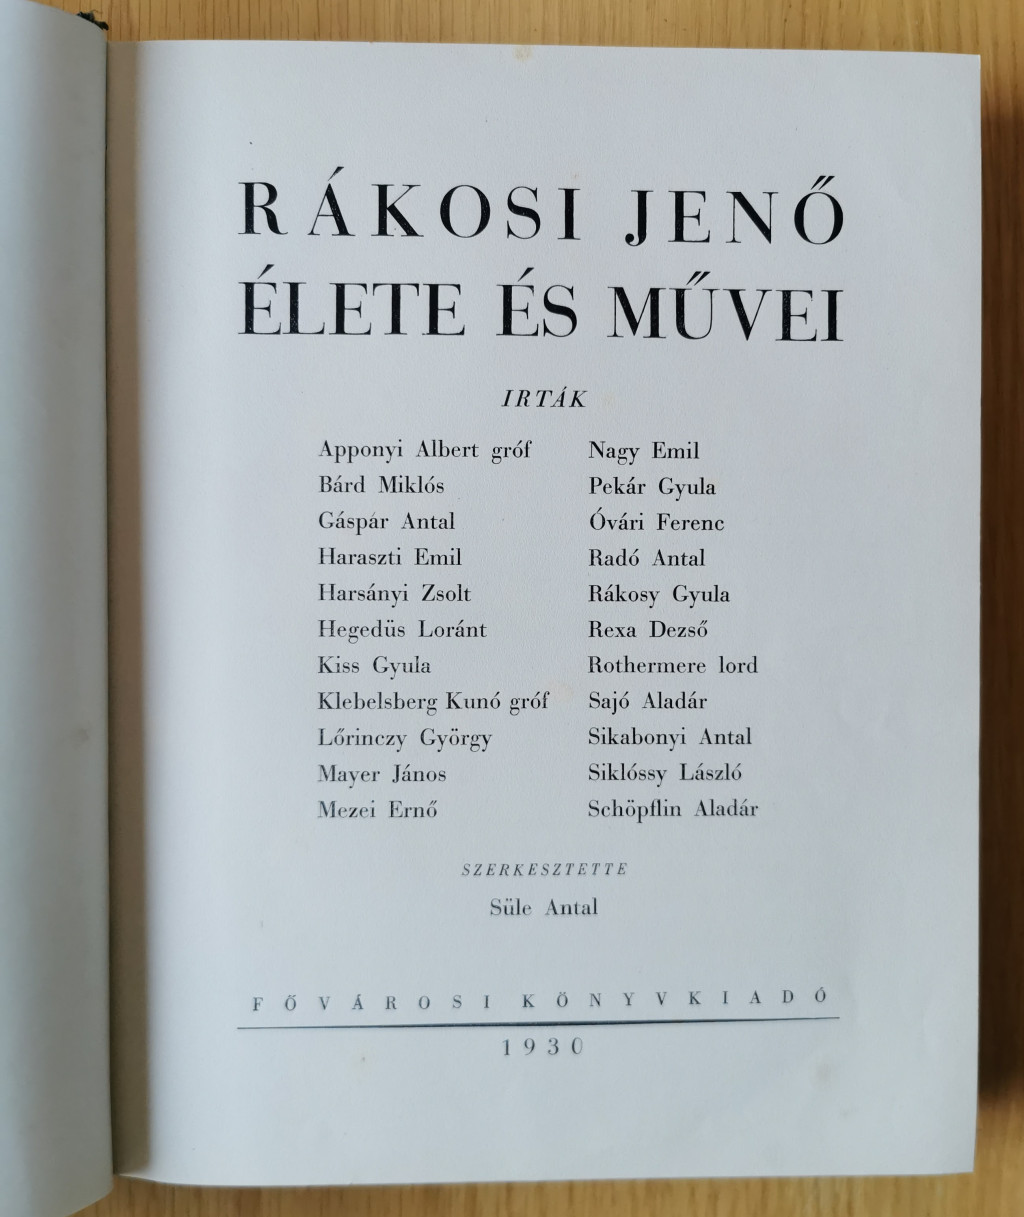 RÁKOSI JENŐ
ÉLETE ÉS MŰVEI
IRTÁK
Apponyi Albert gróf
Bárd Miklós
Gáspár Antal
Haraszti Emil
Harsányi Zsolt
Hegedüs Loránt
Kiss Gyula
Klebelsberg Kunó gróf
Lőrinczy György
Mayer János
Mezei Ernő
Nagy Emil
Pekár Gyula
Óvári Ferenc
Radó Antal
Rákosy Gyula
Rexa Dezső
Rothermere lord
Sajó Aladár
Sikabonyi Antal
Siklóssy László
Schöpflin Aladár
SZERKESZTETTE
Süle Antal
FŐVÁROSI KÖNYVKIADÓ
1930